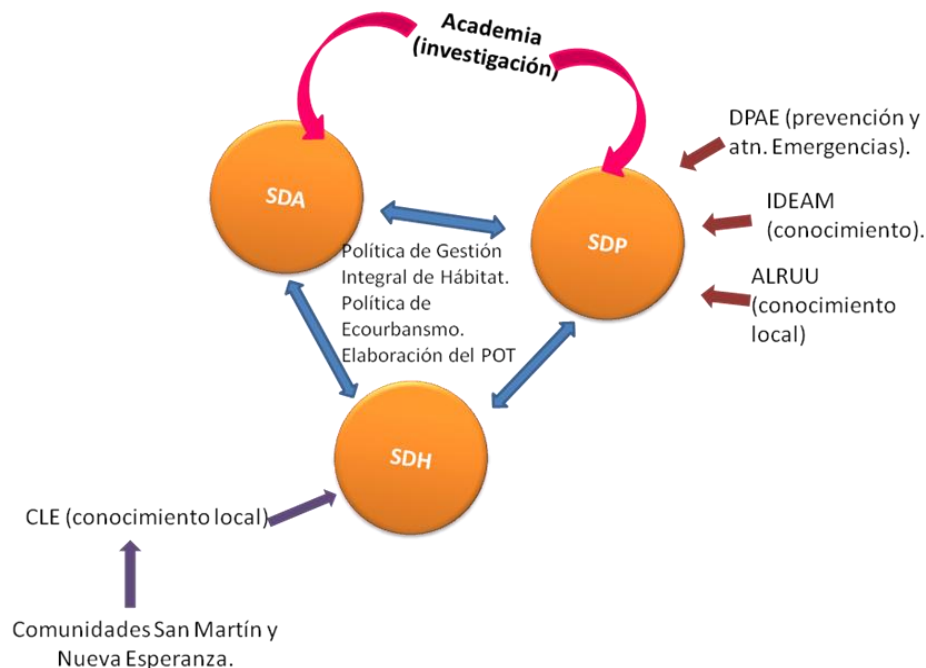 Academia
(investigación)
DPAE (prevención y
atn. Emergencias).
SDA
IDEAM
(conocimiento).
SDP
Política de Gestión
Integral de Hábitat.
Política de
Ecourbansmo.
Elaboración del POT
ALRUU
(conocimiento
local)
SDH
CLE (conocimiento local)
Comunidades San Martín y
Nueva Esperanza.